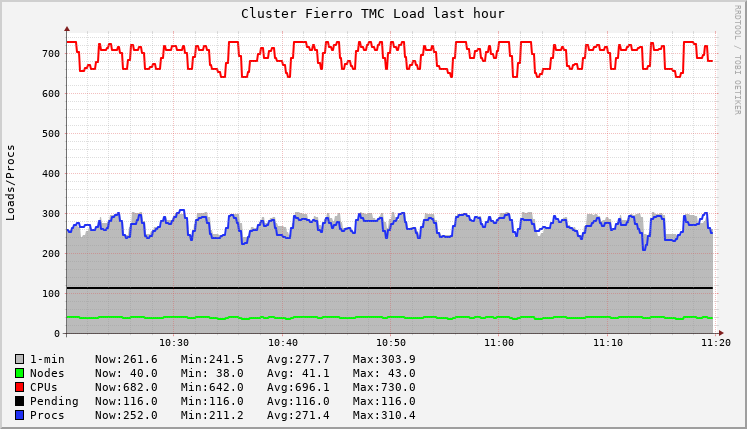 Cluster Fierro TMC Load last hour
RRDTOOL / TOBI OETIKER
Loads/Procs
700
600
500
400
300
200
100
0
10:30 10:40 10:50 11:00 11:10 11:20
1-min Now:261.6 Min:241.5 Avg:277.7 Max:303.9
Nodes Now: 40.0 Min: 38.0 Avg: 41.1 Max: 43.0
CPUs Now:682.0 Min:642.0 Avg:696.1 Max:730.0
Pending Now:116.0 Min:116.0 Avg:116.0 Max:116.0
Procs Now:252.0 Min:211.2 Avg:271.4 Max:310.4